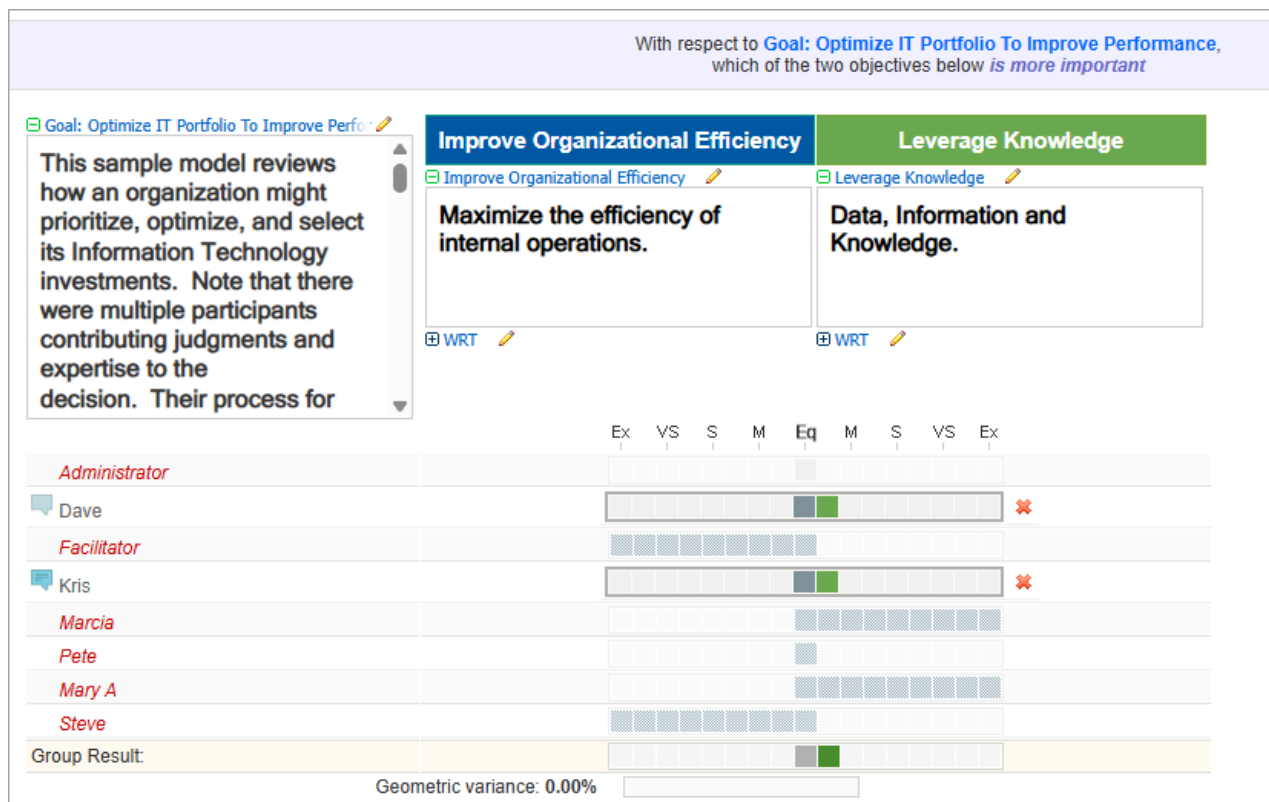 With respect to Goal: Optimize IT Portfolio To Improve Performance,
which of the two objectives below is more important
Goal: Optimize IT Portfolio To Improve Perfo
This sample model reviews
how an organization might
prioritize, optimize, and select
its Information Technology
investments.  Note that there
were multiple participants
contributing judgments and
expertise to the
decision.  Their process for
Improve Organizational Efficiency
Leverage Knowledge
Improve Organizational Efficiency
Leverage Knowledge
Maximize the efficiency of
internal operations.
Data, Information and
Knowledge.
WRT
WRT
Ex VS S M Eq M S VS Ex
Administrator
Dave
Facilitator
Kris
Marcia
Pete
Mary A
Steve
Group Result:
Geometric variance: 0.00%